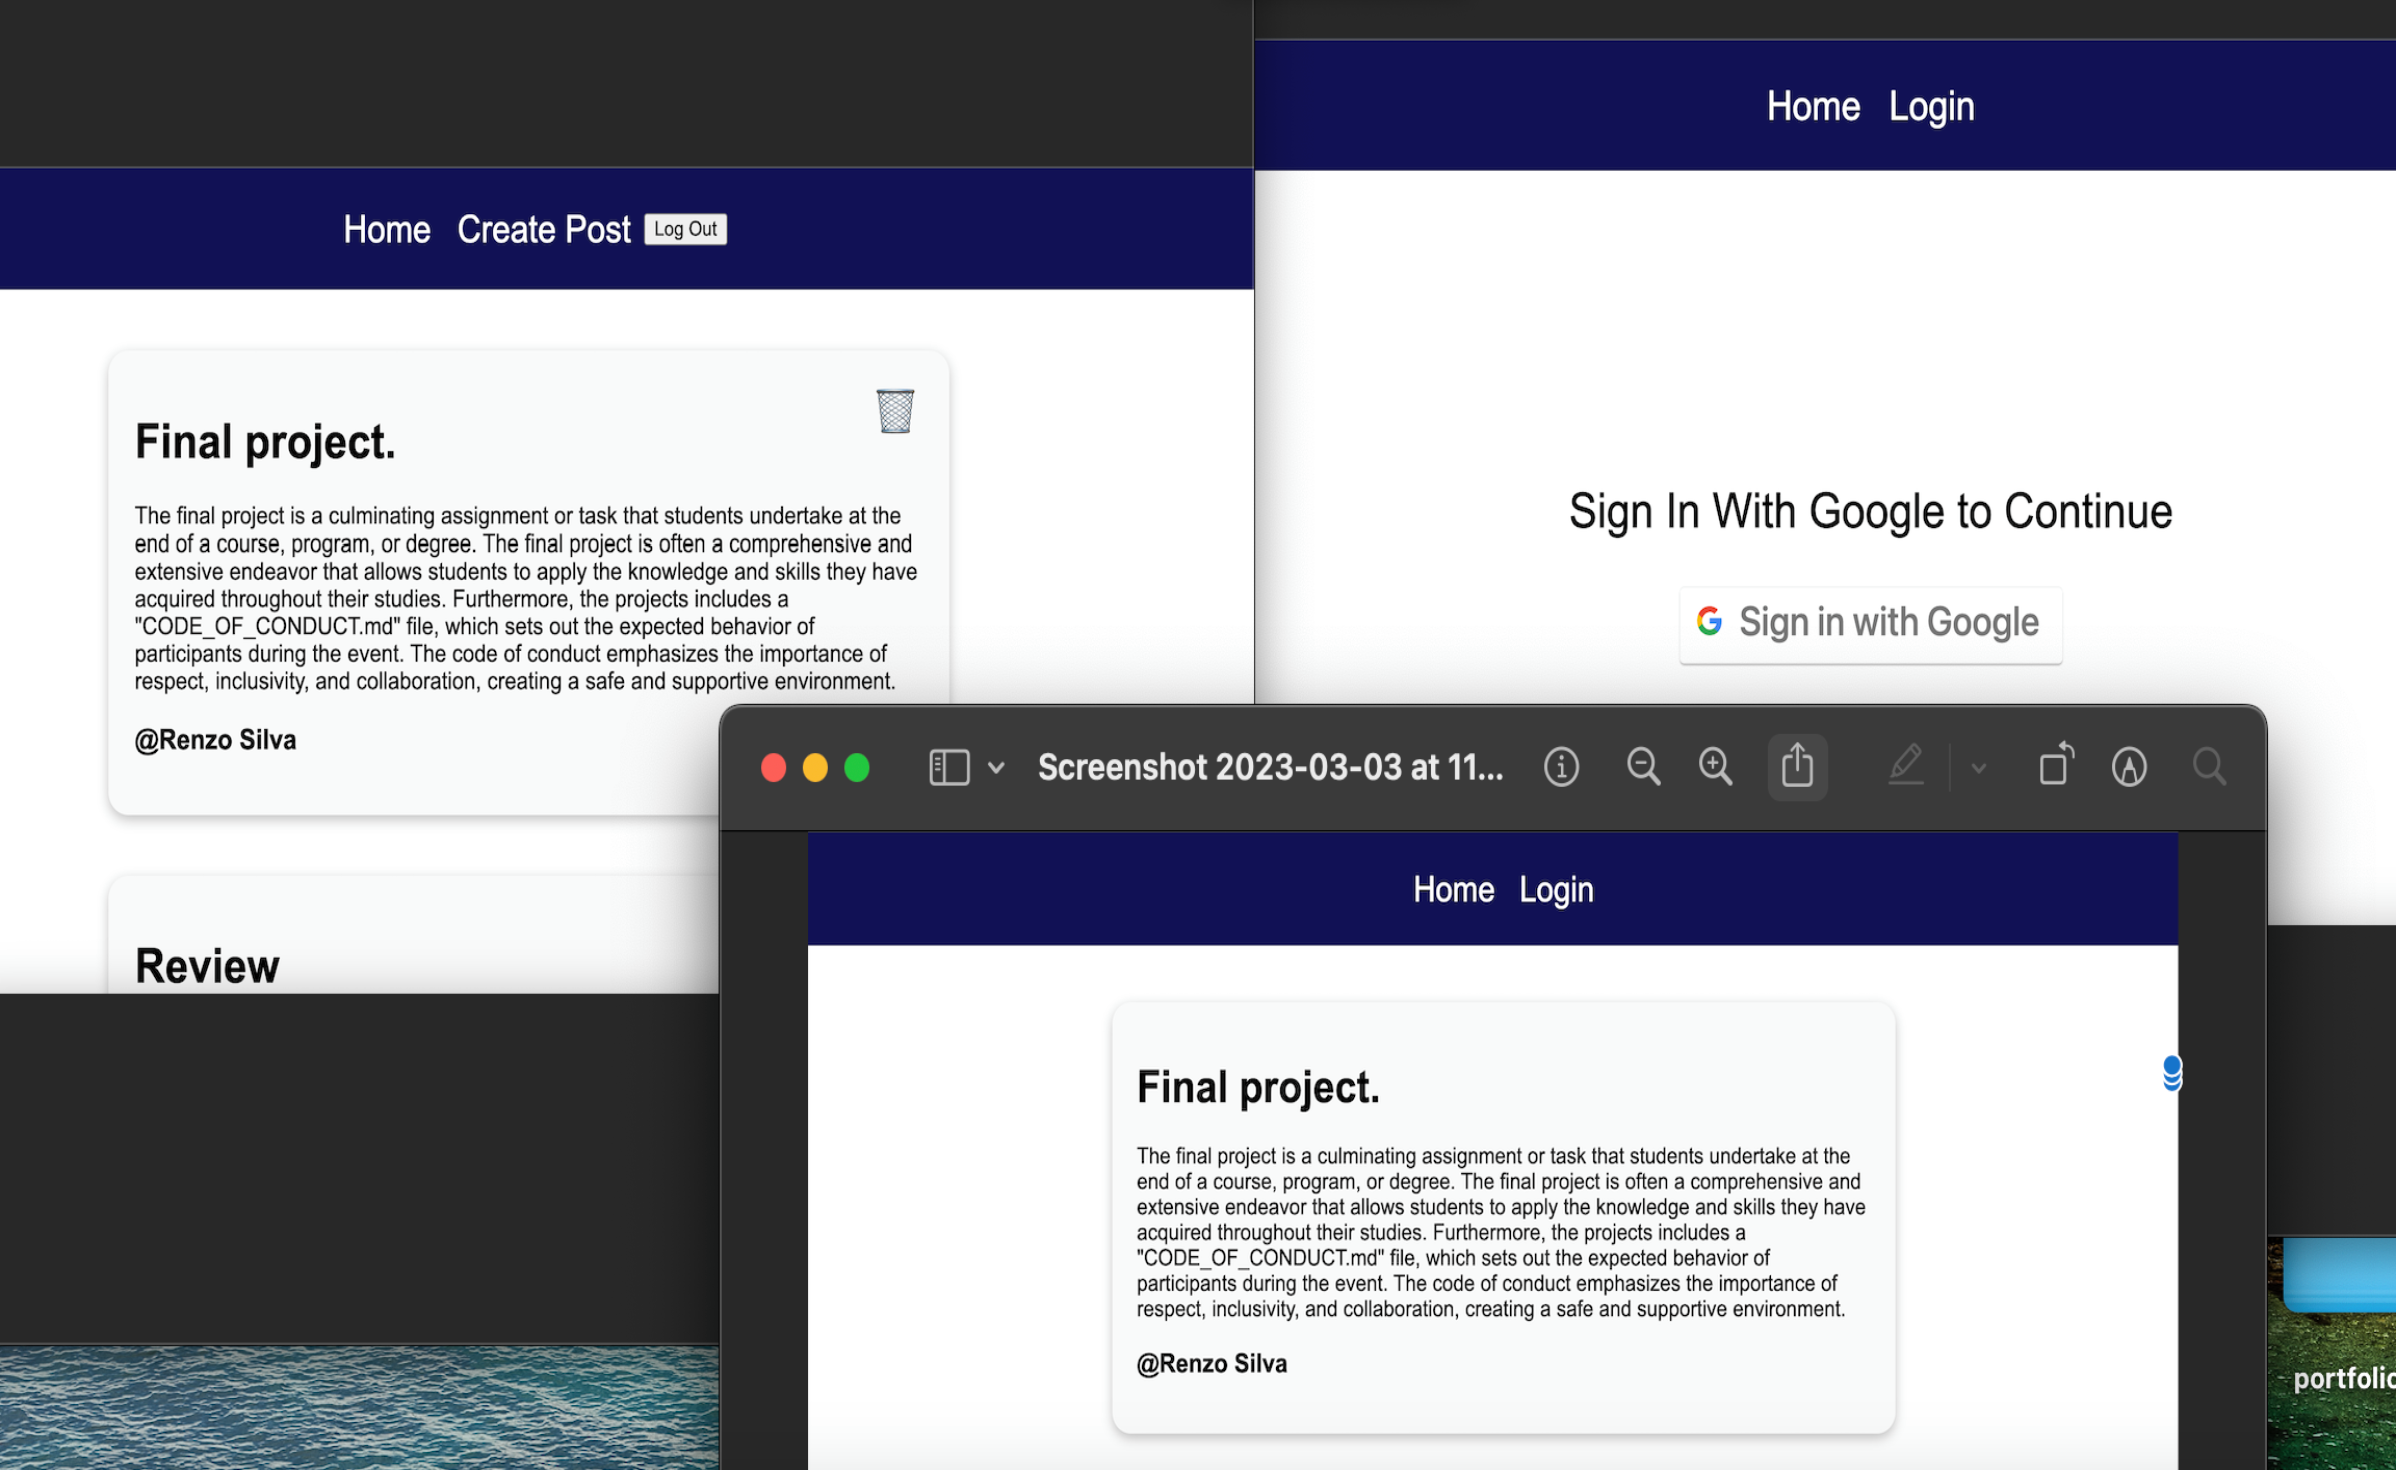 Home Login
Home Create Post Log Out
Final project.
The final project is a culminating assignment or task that students undertake at the
end of a course, program, or degree. The final project is often a comprehensive and
extensive endeavor that allows students to apply the knowledge and skills they have
acquired throughout their studies. Furthermore, the projects includes a
"CODE_OF_CONDUCT.md" file, which sets out the expected behavior of
participants during the event. The code of conduct emphasizes the importance of
respect, inclusivity, and collaboration, creating a safe and supportive environment.
@Renzo Silva
Review
Sign In With Google to Continue
Sign in with Google
Screenshot 2023-03-03 at 11...
Home Login
Final project.
The final project is a culminating assignment or task that students undertake at the
end of a course, program, or degree. The final project is often a comprehensive and
extensive endeavor that allows students to apply the knowledge and skills they have
acquired throughout their studies. Furthermore, the projects includes a
"CODE_OF_CONDUCT.md" file, which sets out the expected behavior of
participants during the event. The code of conduct emphasizes the importance of
respect, inclusivity, and collaboration, creating a safe and supportive environment.
@Renzo Silva